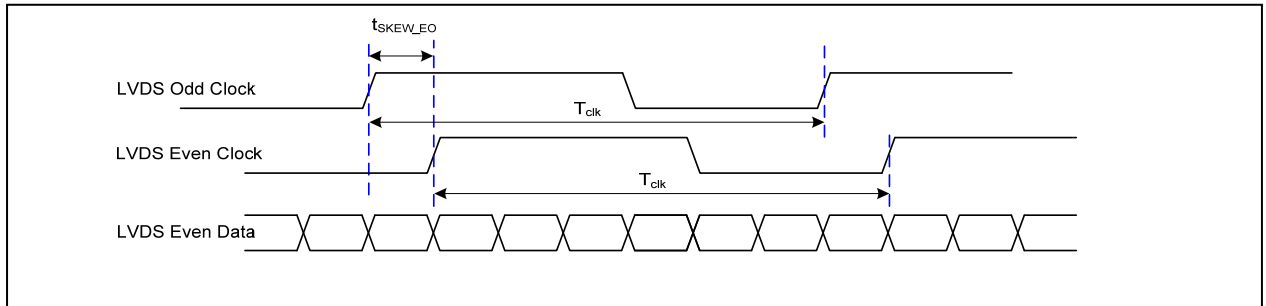 tSKEW_EO
LVDS Odd Clock
Tclk
LVDS Even Clock
Tclk
LVDS Even Data